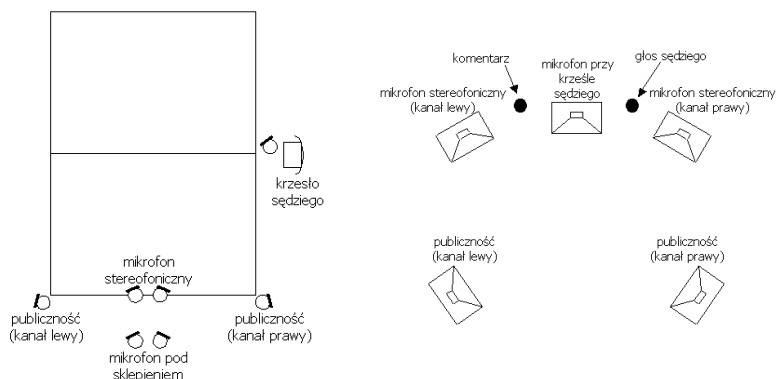 krzesło
sędziego
mikrofon
stereofoniczny
publiczność
(kanał lewy)
publiczność
(kanał prawy)
mikrofon pod
sklepieniem
komentarz
mikrofon przy
krześle
sędziego
głos sędziego
mikrofon stereofoniczny
(kanał lewy)
mikrofon stereofoniczny
(kanał prawy)
publiczność
(kanał lewy)
publiczność
(kanał prawy)